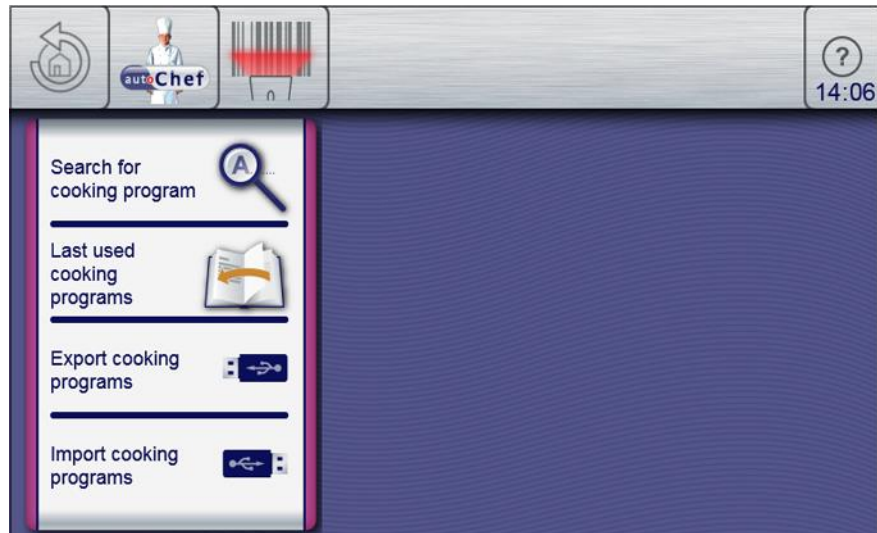 autoChef
?
14:06
Search for
cooking program
A....
Last used
cooking
programs
Export cooking
programs
Import cooking
programs